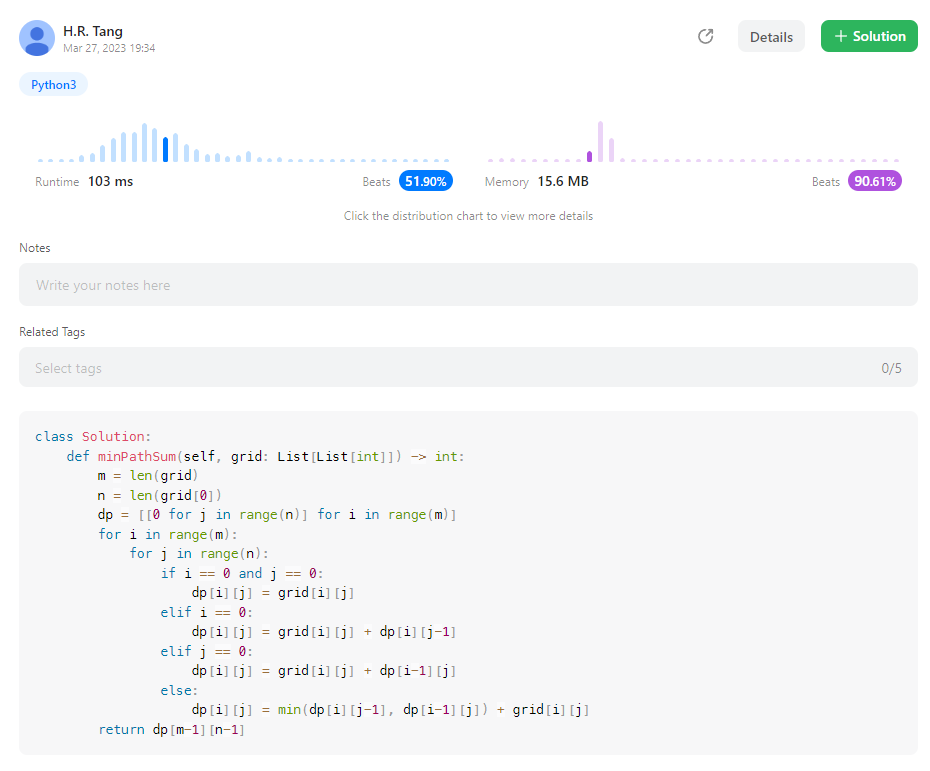 H.R. Tang
Mar 27, 2023 19:34
Details
+ Solution
Python3
Runtime 103 ms
Beats 51.90%
Memory 15.6 MB
Beats 90.61%
Click the distribution chart to view more details
Notes
Write your notes here
Related Tags
Select tags
0/5
class Solution:
    def minPathSum(self, grid: List[List[int]]) -> int:
        m = len(grid)
        n = len(grid[0])
        dp = [[0 for j in range(n)] for i in range(m)]
        for i in range(m):
            for j in range(n):
                if i == 0 and j == 0:
                    dp[i][j] = grid[i][j]
                elif i == 0:
                    dp[i][j] = grid[i][j] + dp[i][j-1]
                elif j == 0:
                    dp[i][j] = grid[i][j] + dp[i-1][j]
                else:
                    dp[i][j] = min(dp[i][j-1], dp[i-1][j]) + grid[i][j]
        return dp[m-1][n-1]